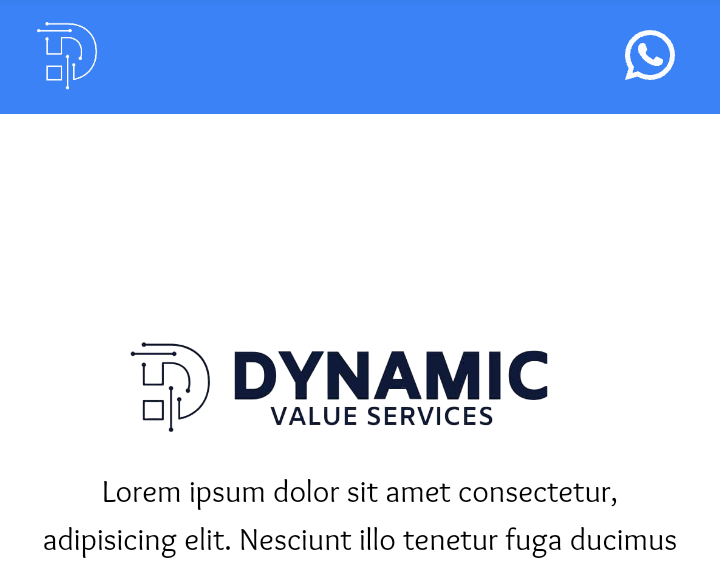 DYNAMIC
VALUE SERVICES
Lorem ipsum dolor sit amet consectetur,
adipisicing elit. Nesciunt illo tenetur fuga ducimus